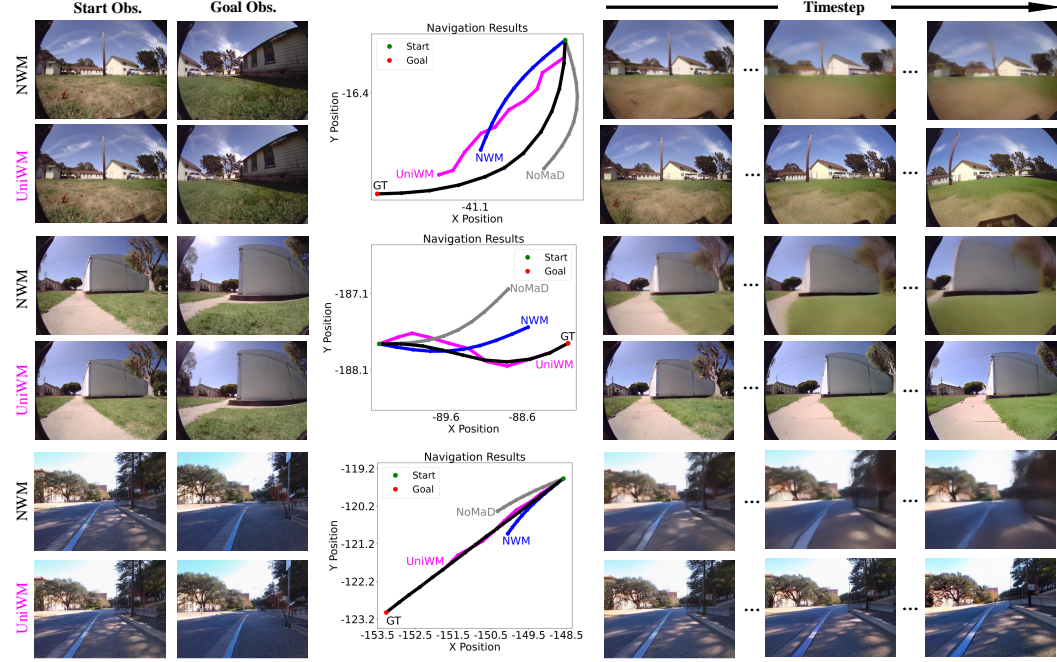 Start Obs.
Goal Obs.
Timestep
NWM
UniWM
Navigation Results
Start
Goal
-16.4
Y Position
NWM
UniWM
NoMaD
GT
-41.1
X Position
...
...
...
...
NWM
UniWM
Navigation Results
Start
Goal
-187.1
-188.1
Y Position
NoMaD
NWM
GT
UniWM
-89.6
-88.6
X Position
...
...
...
...
NWM
UniWM
Navigation Results
Start
Goal
-119.2
-120.2
-121.2
-122.2
-123.2
Y Position
NoMaD
NWM
UniWM
GT
-153.5 -152.5 -151.5 -150.5 -149.5 -148.5
X Position
...
...
...
...